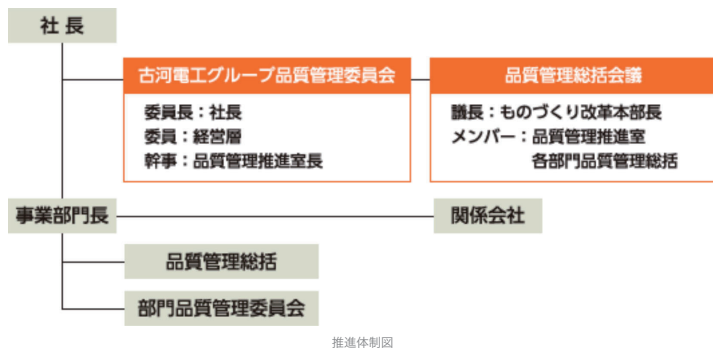 社 長
古河電工グループ品質管理委員会
委員長：社長
委員：経営層
幹事：品質管理推進室長
品質管理総括会議
議長：ものづくり改革本部長
メンバー：品質管理推進室
各部門品質管理総括
事業部門長
関係会社
品質管理総括
部門品質管理委員会
推進体制図